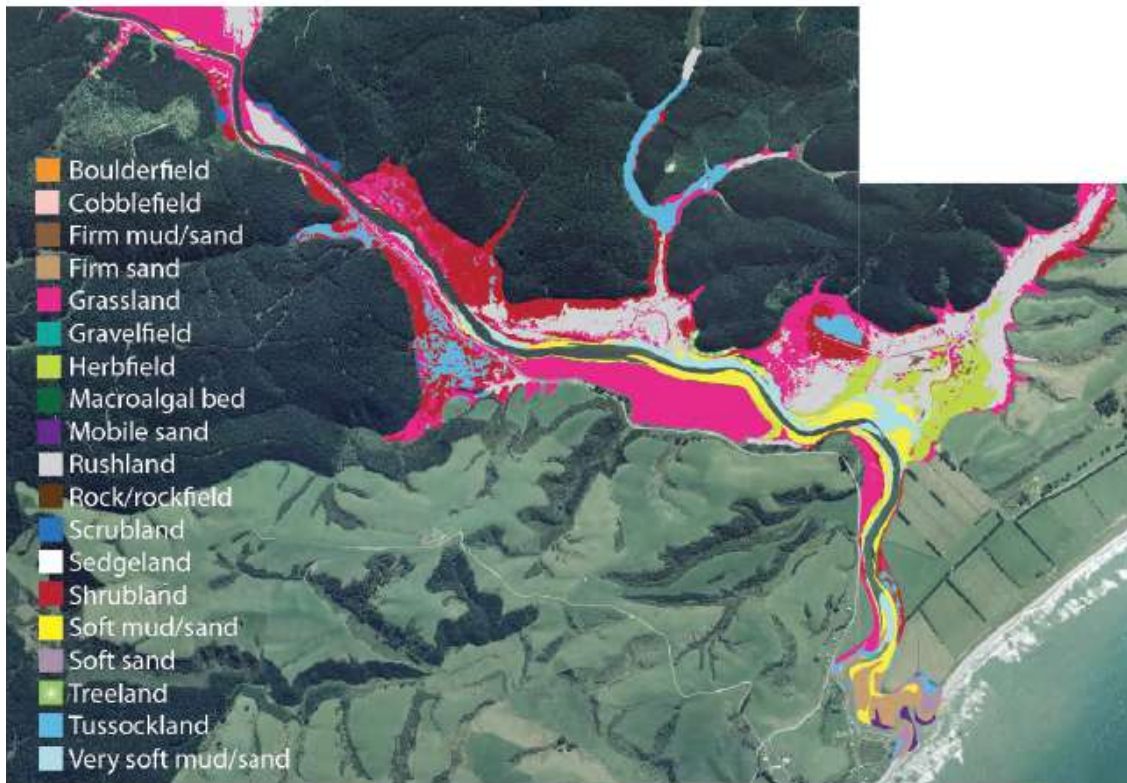 Boulderfield
Cobblefield
Firm mud/sand
Firm sand
Grassland
Gravelfield
Herbfield
Macroalgal bed
Mobile sand
Rushland
Rock/rockfield
Scrubland
Sedgeland
Shrubland
Soft mud/sand
Soft sand
Treeland
Tussockland
Very soft mud/sand